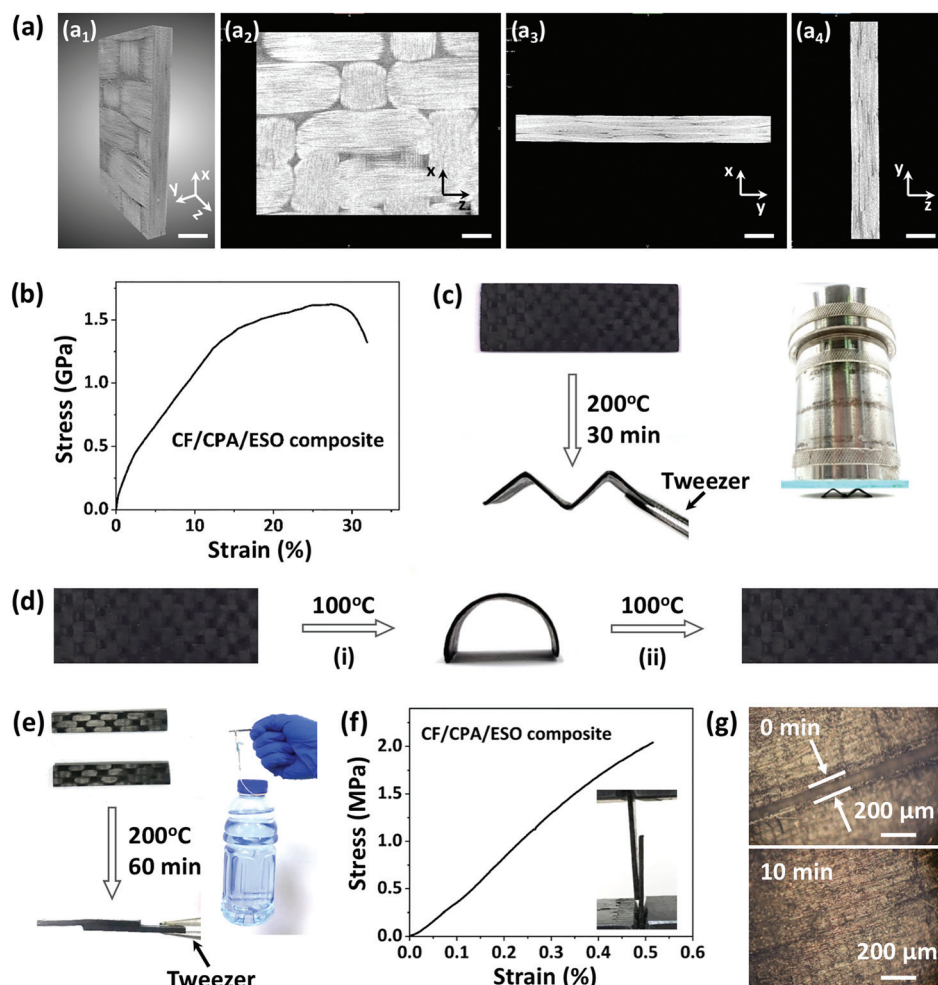 (a)
(a₁)
(a₂)
(a₃)
(a₄)
x
y
z
x
z
x
y
y
z
(b)
Stress (GPa)
1.5
1.0
0.5
0.0
CF/CPA/ESO composite
0
10
20
30
Strain (%)
(c)
200°C
30 min
Tweezer
(d)
100°C
(i)
100°C
(ii)
(e)
200°C
60 min
Tweezer
(f)
CF/CPA/ESO composite
Stress (MPa)
2.0
1.5
1.0
0.5
0.0
0.0
0.1
0.2
0.3
0.4
0.5
0.6
Strain (%)
(g)
0 min
200 μm
10 min
200 μm